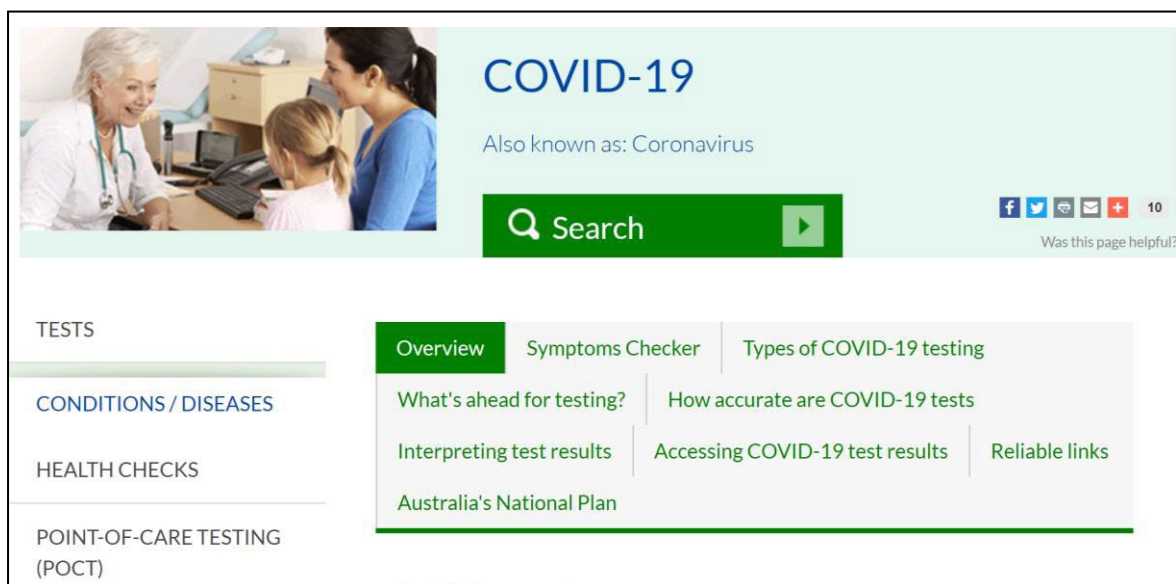 COVID-19
Also known as: Coronavirus
Search
10
Was this page helpful?
TESTS
CONDITIONS / DISEASES
HEALTH CHECKS
POINT-OF-CARE TESTING
(POCT)
Overview
Symptoms Checker
Types of COVID-19 testing
What's ahead for testing?
How accurate are COVID-19 tests
Interpreting test results
Accessing COVID-19 test results
Reliable links
Australia's National Plan